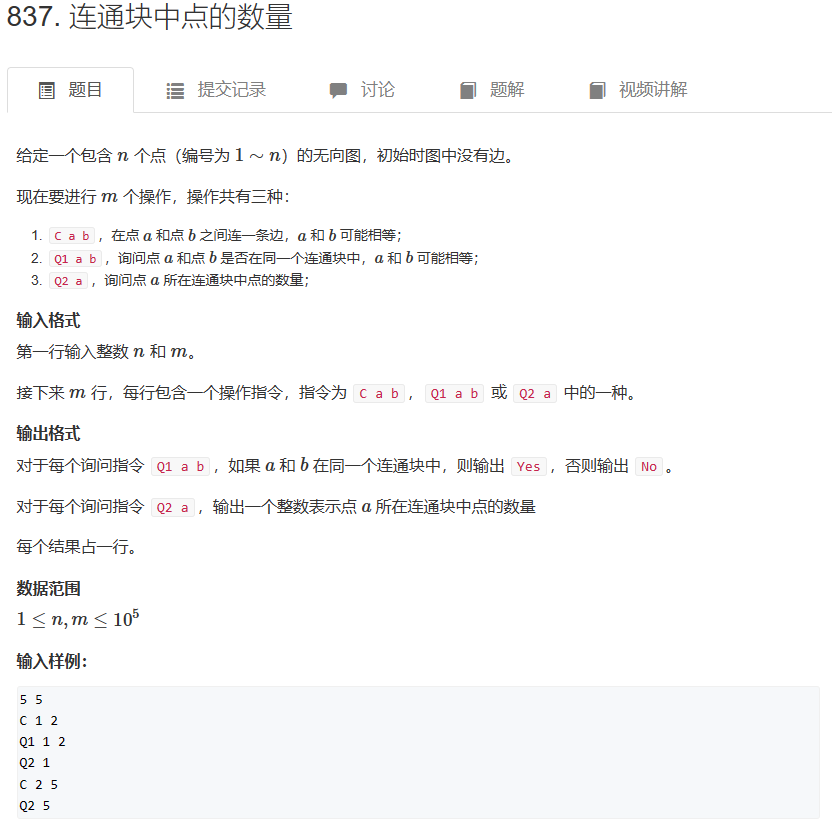 837. 连通块中点的数量
题目 提交记录 讨论 题解 视频讲解
给定一个包含 n 个点（编号为 1 ∼ n）的无向图，初始时图中没有边。
现在要进行 m 个操作，操作共有三种：
1. C a b ，在点 a 和点 b 之间连一条边，a 和 b 可能相等；
2. Q1 a b ，询问点 a 和点 b 是否在同一个连通块中，a 和 b 可能相等；
3. Q2 a ，询问点 a 所在连通块中点的数量；
输入格式
第一行输入整数 n 和 m。
接下来 m 行，每行包含一个操作指令，指令为 C a b ， Q1 a b 或 Q2 a 中的一种。
输出格式
对于每个询问指令 Q1 a b ，如果 a 和 b 在同一个连通块中，则输出 Yes ，否则输出 No 。
对于每个询问指令 Q2 a ，输出一个整数表示点 a 所在连通块中点的数量
每个结果占一行。
数据范围
1 ≤ n, m ≤ 10⁵
输入样例：
5 5
C 1 2
Q1 1 2
Q2 1
C 2 5
Q2 5